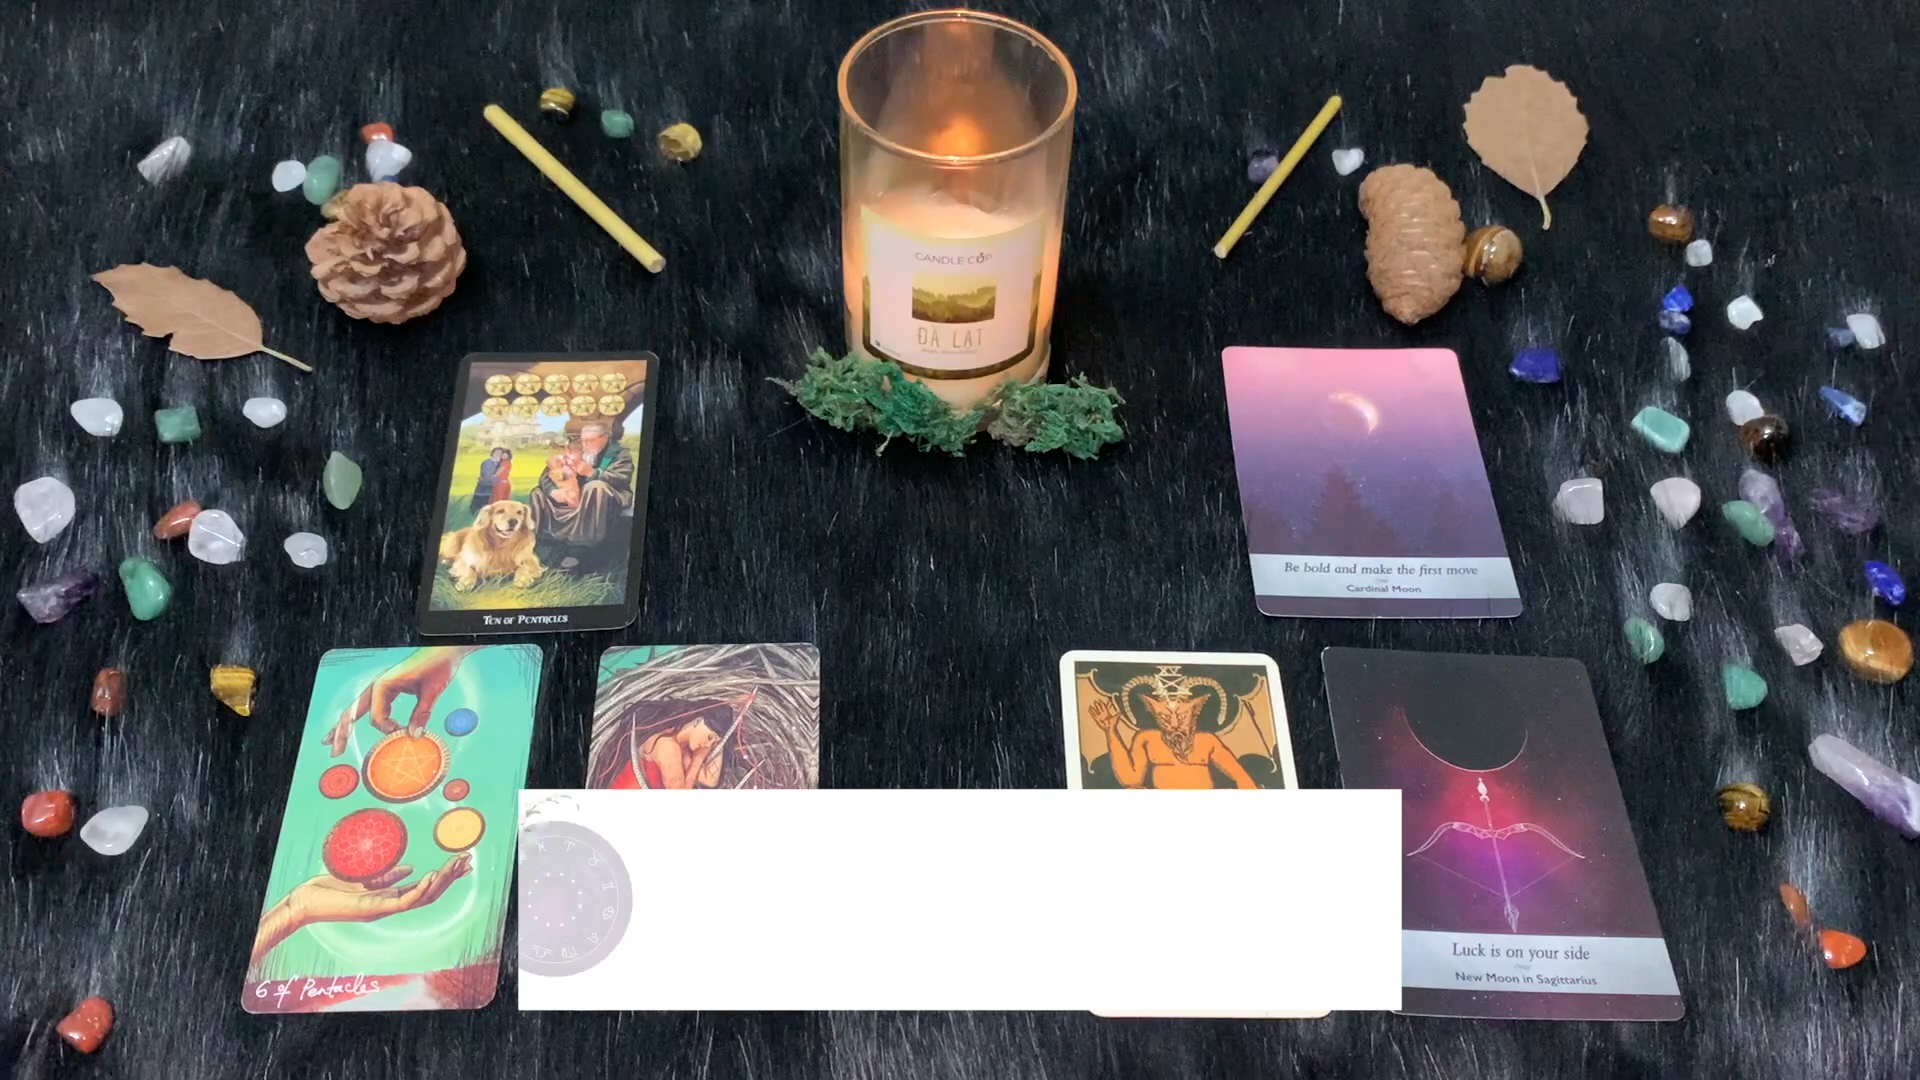 CANDLE CUP
ĐÀ LẠT
TEN OF PENTACLES
Be bold and make the first move
Cardinal Moon
XV
6 of Pentacles
Luck is on your side
New Moon in Sagittarius